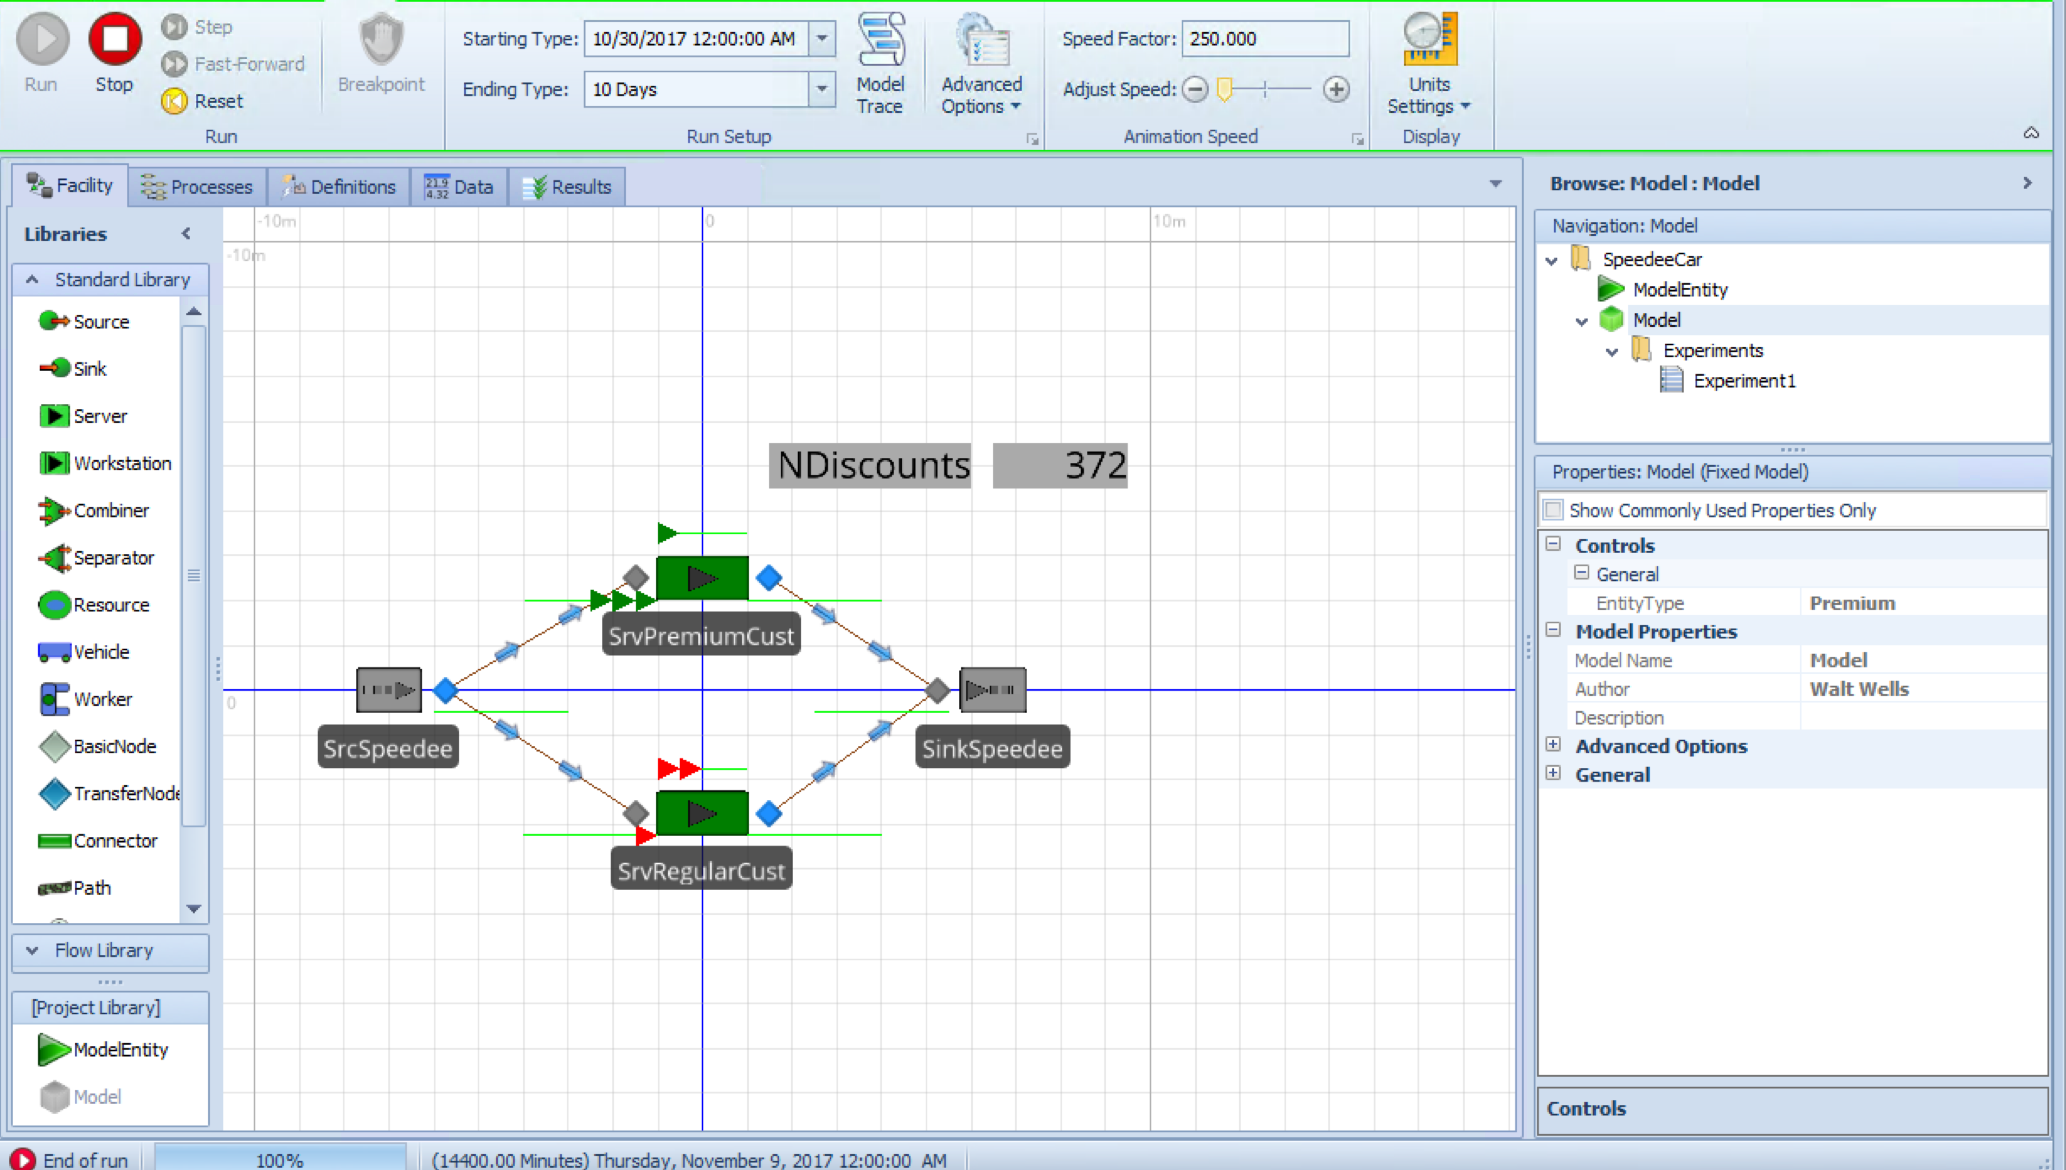 Run
Stop
Step
Fast-Forward
Reset
Run
Breakpoint
Starting Type: 10/30/2017 12:00:00 AM
Ending Type: 10 Days
Model Trace
Advanced Options
Run Setup
Speed Factor: 250.000
Adjust Speed:
Animation Speed
Units Settings
Display
Facility
Processes
Definitions
21.9
4.32
Data
Results
Libraries
Standard Library
Source
Sink
Server
Workstation
Combiner
Separator
Resource
Vehicle
Worker
BasicNode
TransferNode
Connector
Path
Flow Library
[Project Library]
ModelEntity
Model
-10m
0
10m
-10m
0
NDiscounts 372
SrvPremiumCust
SrcSpeedee
SinkSpeedee
SrvRegularCust
Browse: Model : Model
Navigation: Model
SpeedeeCar
ModelEntity
Model
Experiments
Experiment1
Properties: Model (Fixed Model)
Show Commonly Used Properties Only
Controls
General
EntityType Premium
Model Properties
Model Name Model
Author Walt Wells
Description
Advanced Options
General
Controls
End of run
100%
(14400.00 Minutes) Thursday, November 9, 2017 12:00:00 AM